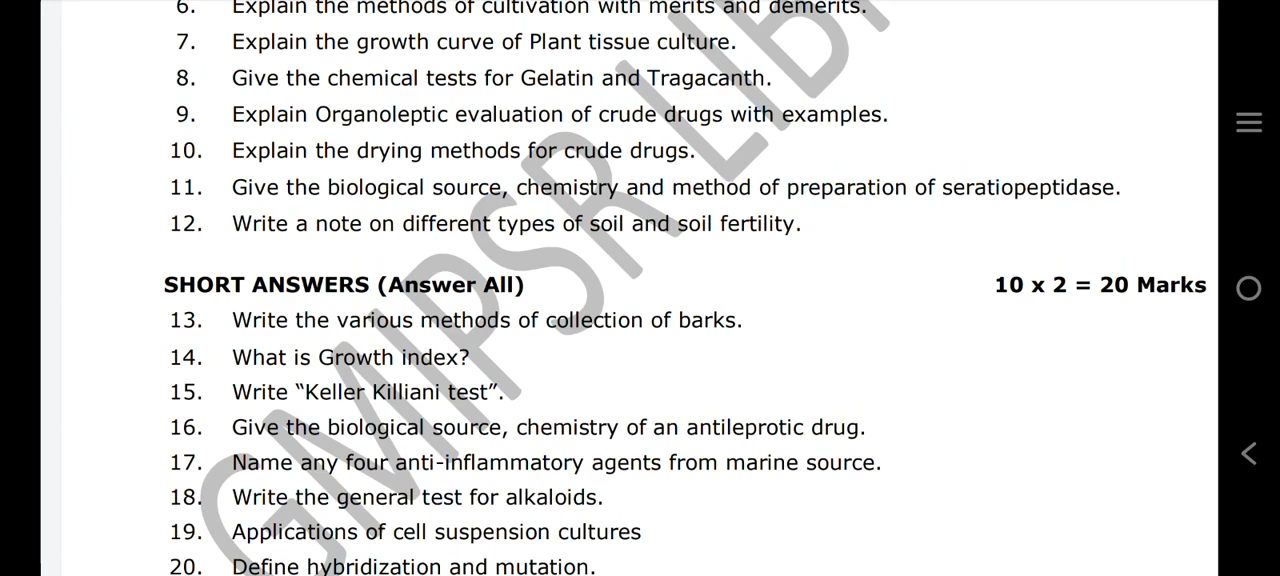 6. Explain the methods of cultivation with merits and demerits.
7. Explain the growth curve of Plant tissue culture.
8. Give the chemical tests for Gelatin and Tragacanth.
9. Explain Organoleptic evaluation of crude drugs with examples.
10. Explain the drying methods for crude drugs.
11. Give the biological source, chemistry and method of preparation of seratiopeptidase.
12. Write a note on different types of soil and soil fertility.
SHORT ANSWERS (Answer All) 10 x 2 = 20 Marks
13. Write the various methods of collection of barks.
14. What is Growth index?
15. Write “Keller Killiani test”.
16. Give the biological source, chemistry of an antileprotic drug.
17. Name any four anti-inflammatory agents from marine source.
18. Write the general test for alkaloids.
19. Applications of cell suspension cultures
20. Define hybridization and mutation.
GMIPSR LIB